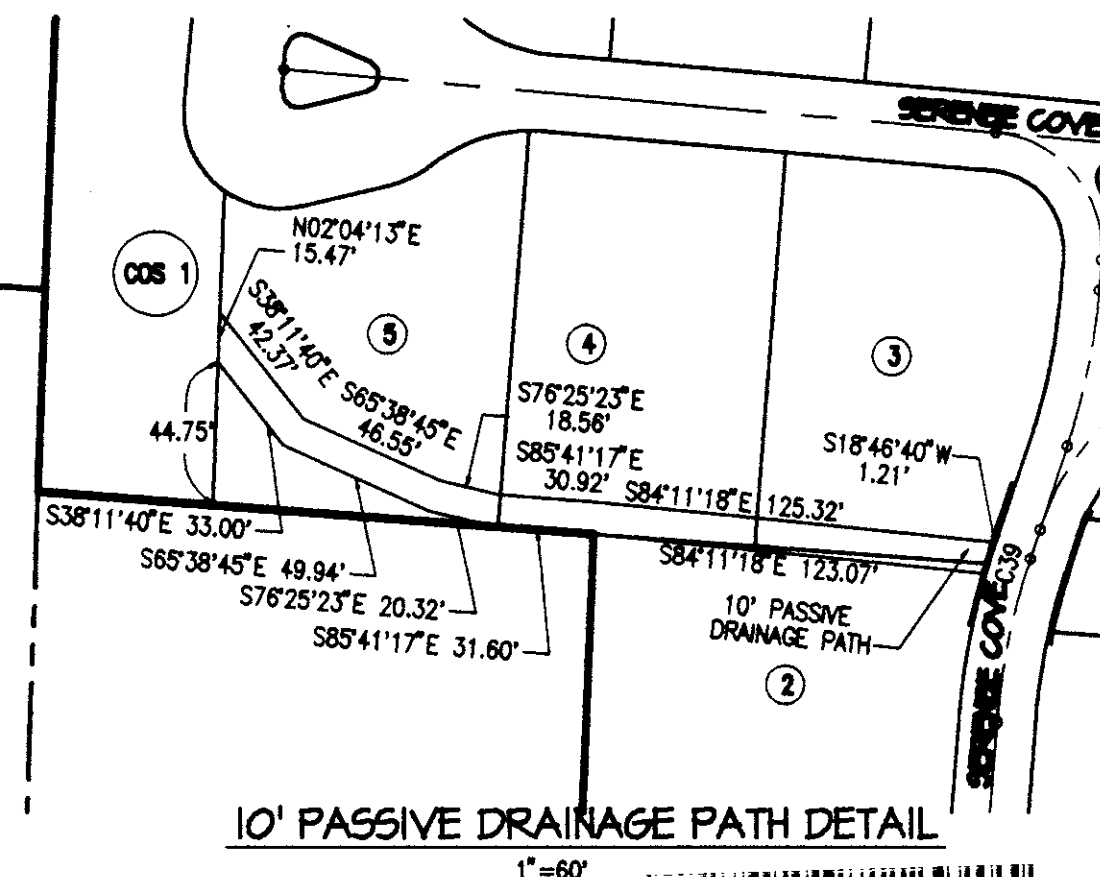 SERENE COVE
N02°04'13"E
15.47'
COS 1
S38°11'40"E
42.37'
5
4
3
S65°38'45"E
46.55'
S76°25'23"E
18.56'
S85°41'17"E
30.92'
S18°46'40"W
1.21'
44.75'
S84°11'18"E 125.32'
S38°11'40"E 33.00'
S65°38'45"E 49.94'
S76°25'23"E 20.32'
S85°41'17"E 31.60'
S84°11'18"E 123.07'
10' PASSIVE
DRAINAGE PATH
C39
SERENE COVE
2
10' PASSIVE DRAINAGE PATH DETAIL
1"=60'